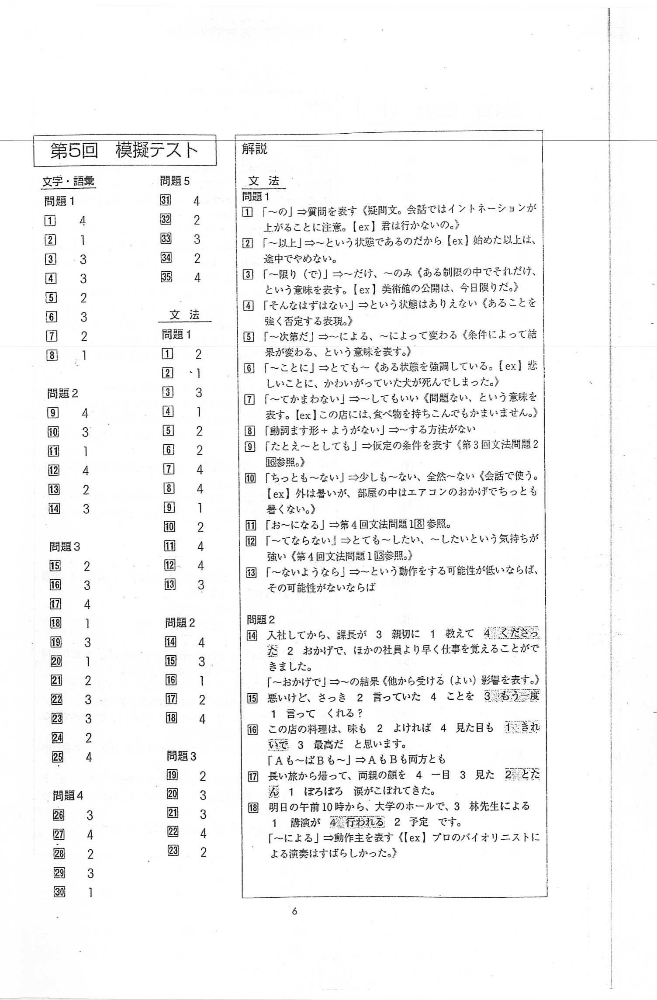 第5回　模擬テスト
文字・語彙
問題1
1　4
2　1
3　3
4　3
5　2
6　3
7　2
8　1
問題2
9　4
10　3
11　1
12　4
13　2
14　3
問題3
15　2
16　3
17　4
18　1
19　3
20　1
21　2
22　3
23　3
24　2
25　4
問題4
26　3
27　4
28　2
29　3
30　1
問題5
31　4
32　2
33　3
34　2
35　4
文　法
問題1
1　2
2　1
3　3
4　1
5　2
6　2
7　4
8　4
9　1
10　2
11　4
12　4
13　3
問題2
14　4
15　3
16　1
17　2
18　4
問題3
19　2
20　3
21　3
22　4
23　2
解説
文　法
問題1
1　「～の」⇒質問を表す《疑問文。会話ではイントネーションが
上がることに注意。【ex】君は行かないの。》
2　「～以上」⇒～という状態であるのだから【ex】始めた以上は、
途中でやめない。
3　「～限り（で）」⇒～だけ、～のみ《ある制限の中でそれだけ、
という意味を表す。【ex】美術館の公開は、今日限りだ。》
4　「そんなはずはない」⇒という状態はありえない《あることを
強く否定する表現。》
5　「～次第だ」⇒～による、～によって変わる《条件によって結
果が変わる、という意味を表す。》
6　「～ことに」⇒とても～《ある状態を強調している。【ex】悲
しいことに、かわいがっていた犬が死んでしまった。》
7　「～てかまわない」⇒～してもいい《問題ない、という意味を
表す。【ex】この店には、食べ物を持ちこんでもかまいません。》
8　「動詞ます形＋ようがない」⇒～する方法がない
9　「たとえ～としても」⇒仮定の条件を表す《第3回文法問題2
16参照。》
10　「ちっとも～ない」⇒少しも～ない、全然～ない《会話で使う。
【ex】外は暑いが、部屋の中はエアコンのおかげでちっとも
暑くない。》
11　「お～になる」⇒第4回文法問題1 8 参照。
12　「～てならない」⇒とても～したい、～したいという気持ちが
強い《第4回文法問題1 13参照。》
13　「～ないようなら」⇒～という動作をする可能性が低いならば、
その可能性がないならば
問題2
14　入社してから、課長が　3　親切に　1　教えて　4　くださっ
た　2　おかげで、ほかの社員より早く仕事を覚えることがで
きました。
「～おかげで」⇒～の結果《他から受ける（よい）影響を表す。》
15　悪いけど、さっき　2　言っていた　4　ことを　3　もう一度
1　言って　くれる？
16　この店の料理は、味も　2　よければ　4　見た目も　1　きれ
いで　3　最高だ　と思います。
「Aも～ばBも～」⇒AもBも両方とも
17　長い旅から帰って、両親の顔を　4　一目　3　見た　2　とた
ん　1　ぽろぽろ　涙がこぼれてきた。
18　明日の午前10時から、大学のホールで、3　林先生による
1　講演が　4　行われる　2　予定　です。
「～による」⇒動作主を表す《【ex】プロのバイオリニストに
よる演奏はすばらしかった。》
6